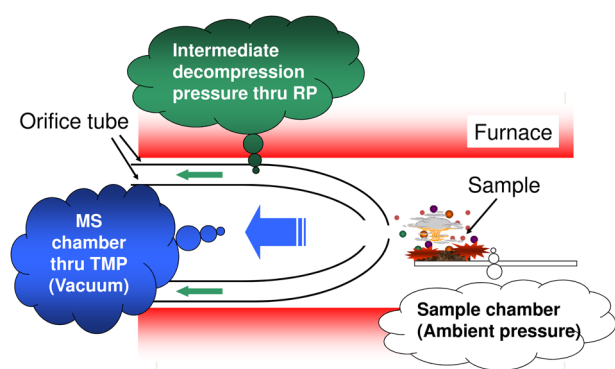 Intermediate
decompression
pressure thru RP
Orifice tube
Furnace
Sample
MS
chamber
thru TMP
(Vacuum)
Sample chamber
(Ambient pressure)